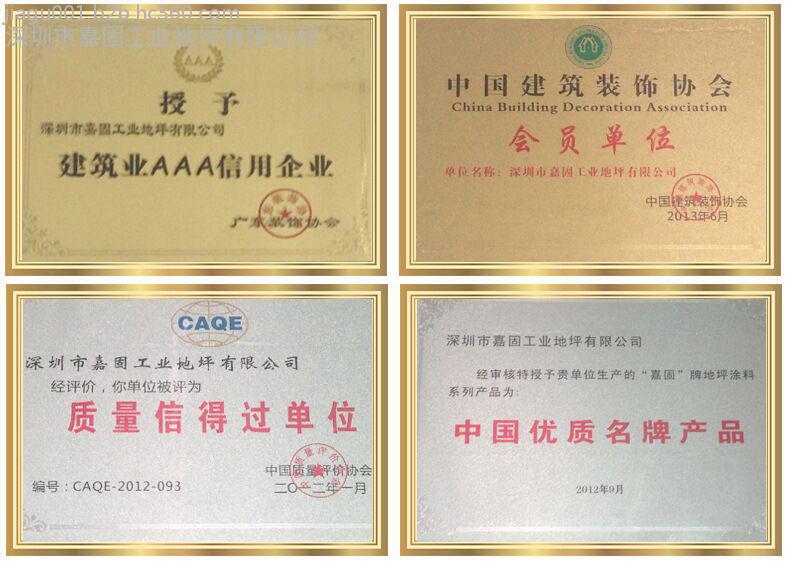 jiagu001.b2b.hc360.com
深圳市嘉固工业地坪有限公司
AAA
授予
深圳市嘉固工业地坪有限公司
建筑业AAA信用企业
广东装饰协会
中国建筑装饰协会
China Building Decoration Association
会员单位
单位名称：深圳市嘉固工业地坪有限公司
中国建筑装饰协会
2013年6月
CAQE
深圳市嘉固工业地坪有限公司
经评价，你单位被评为
质量信得过单位
中国质量评价协会
编号：CAQE-2012-093
二〇一二年一月
深圳市嘉固工业地坪有限公司
经审核特授予贵单位生产的“嘉固”牌地坪涂料
系列产品为：
中国优质名牌产品
2012年9月